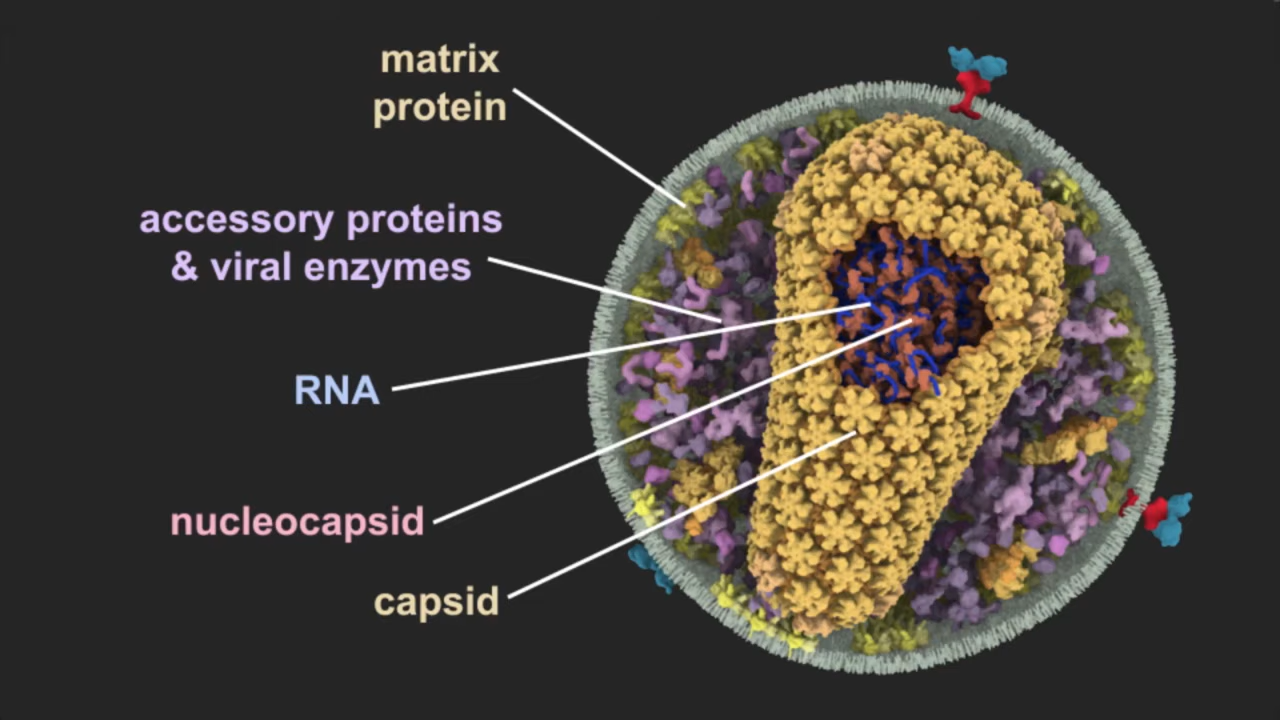 matrix
protein
accessory proteins
& viral enzymes
RNA
nucleocapsid
capsid